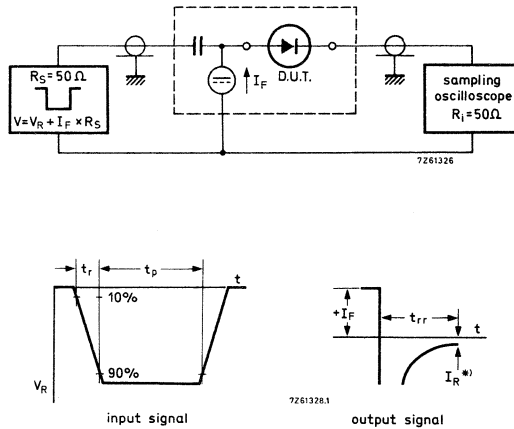 R_S = 50 Ω
V=V_R + I_F × R_S
I_F
D.U.T.
sampling
oscilloscope
R_i = 50Ω
7Z61326
t_r
t_p
t
10%
90%
V_R
input signal
+I_F
t_rr
t
I_R *)
7Z61328.1
output signal